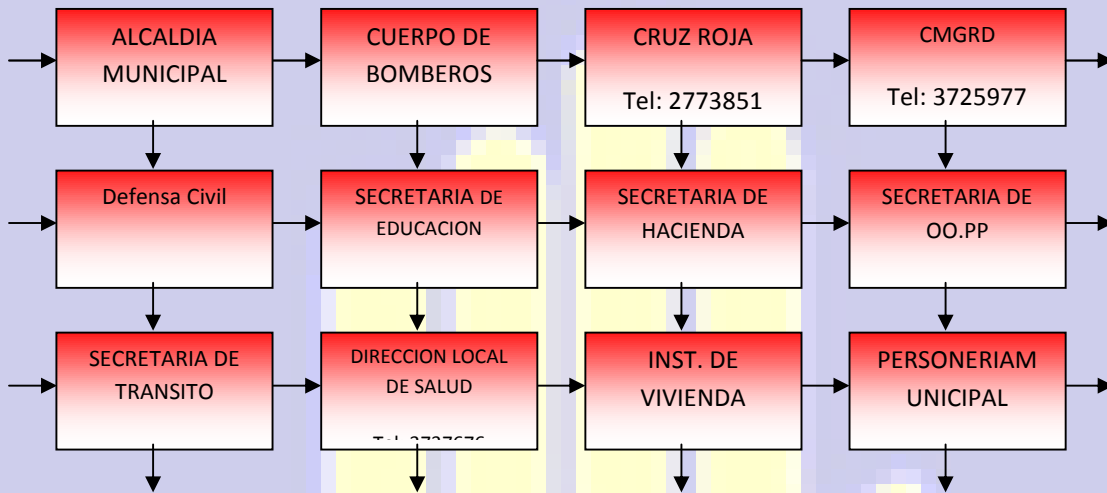 ALCALDIA
MUNICIPAL
CUERPO DE
BOMBEROS
CRUZ ROJA
Tel: 2773851
CMGRD
Tel: 3725977
Defensa Civil
SECRETARIA DE
EDUCACION
SECRETARIA DE
HACIENDA
SECRETARIA DE
OO.PP
SECRETARIA DE
TRANSITO
DIRECCION LOCAL
DE SALUD
INST. DE
VIVIENDA
PERSONERIAM
UNICIPAL